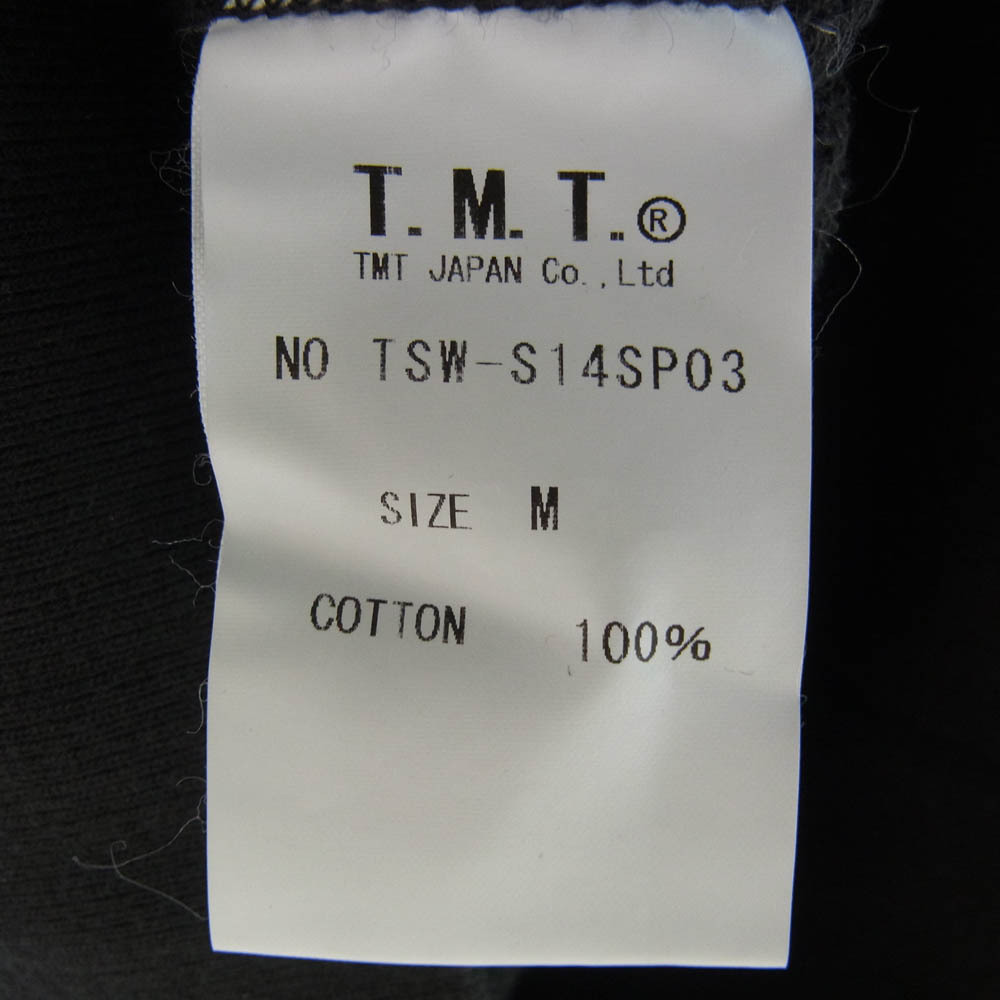 T.M.T.®
TMT JAPAN Co.,Ltd
NO TSW-S14SP03
SIZE M
COTTON 100%